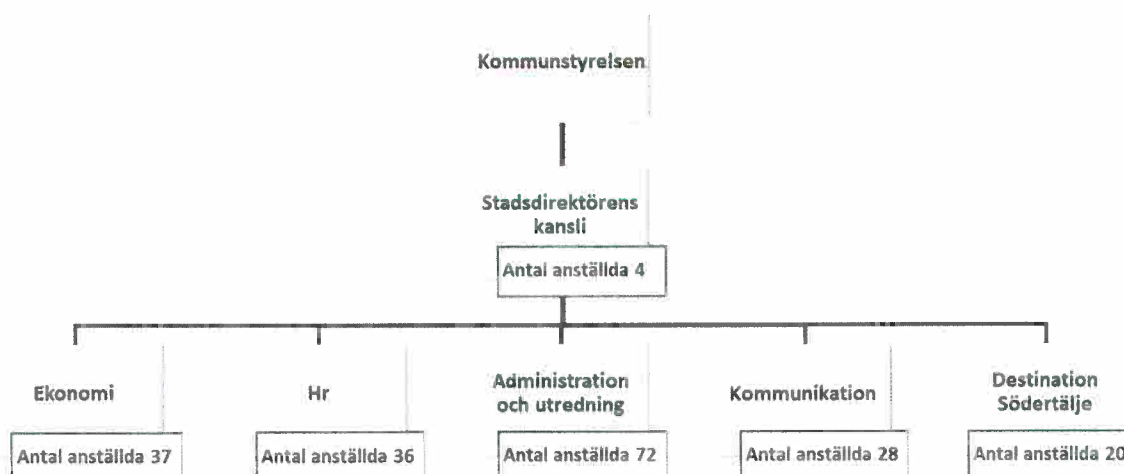 Kommunstyrelsen
Stadsdirektörens
kansli
Antal anställda 4
Ekonomi
Antal anställda 37
Hr
Antal anställda 36
Administration
och utredning
Antal anställda 72
Kommunikation
Antal anställda 28
Destination
Södertälje
Antal anställda 20